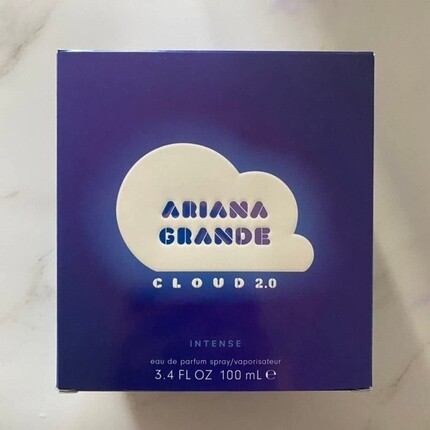 ARIANA
GRANDE
CLOUD 2.0
INTENSE
eau de parfum spray/vaporisateur
3.4 FL OZ 100 mL ℮